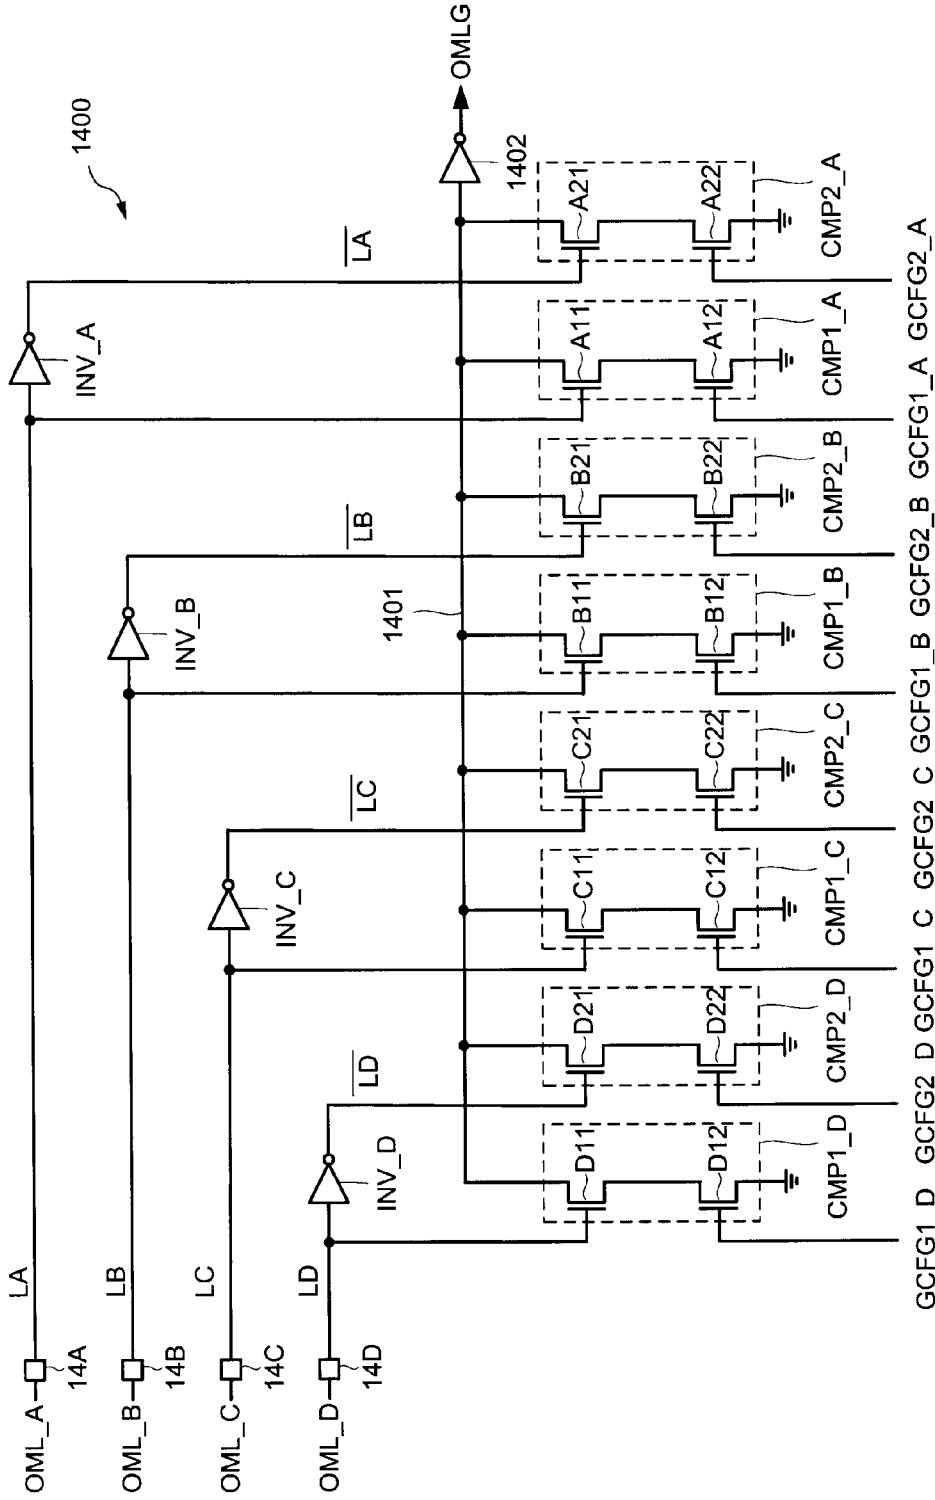 1400
OML_A
14A
LA
INV_A
L̅A̅
OML_B
14B
LB
INV_B
L̅B̅
OML_C
14C
LC
INV_C
L̅C̅
OML_D
14D
LD
INV_D
L̅D̅
1401
1402
OMLG
D11
D21
C11
C21
B11
B21
A11
A21
D12
D22
C12
C22
B12
B22
A12
A22
CMP1_D
CMP2_D
CMP1_C
CMP2_C
CMP1_B
CMP2_B
CMP1_A
CMP2_A
GCFG1 D
GCFG2 D
GCFG1 C
GCFG2 C
GCFG1_B
GCFG2_B
GCFG1_A
GCFG2_A